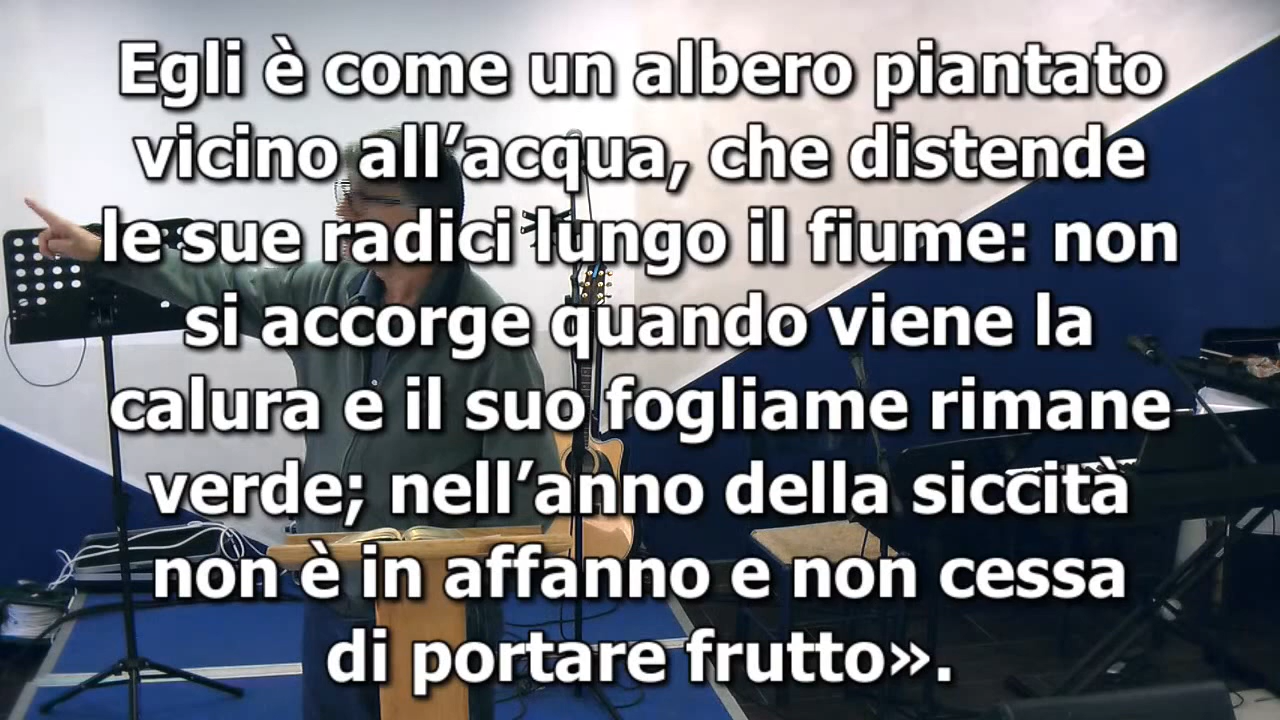 Egli è come un albero piantato
vicino all’acqua, che distende
le sue radici lungo il fiume: non
si accorge quando viene la
calura e il suo fogliame rimane
verde; nell’anno della siccità
non è in affanno e non cessa
di portare frutto».